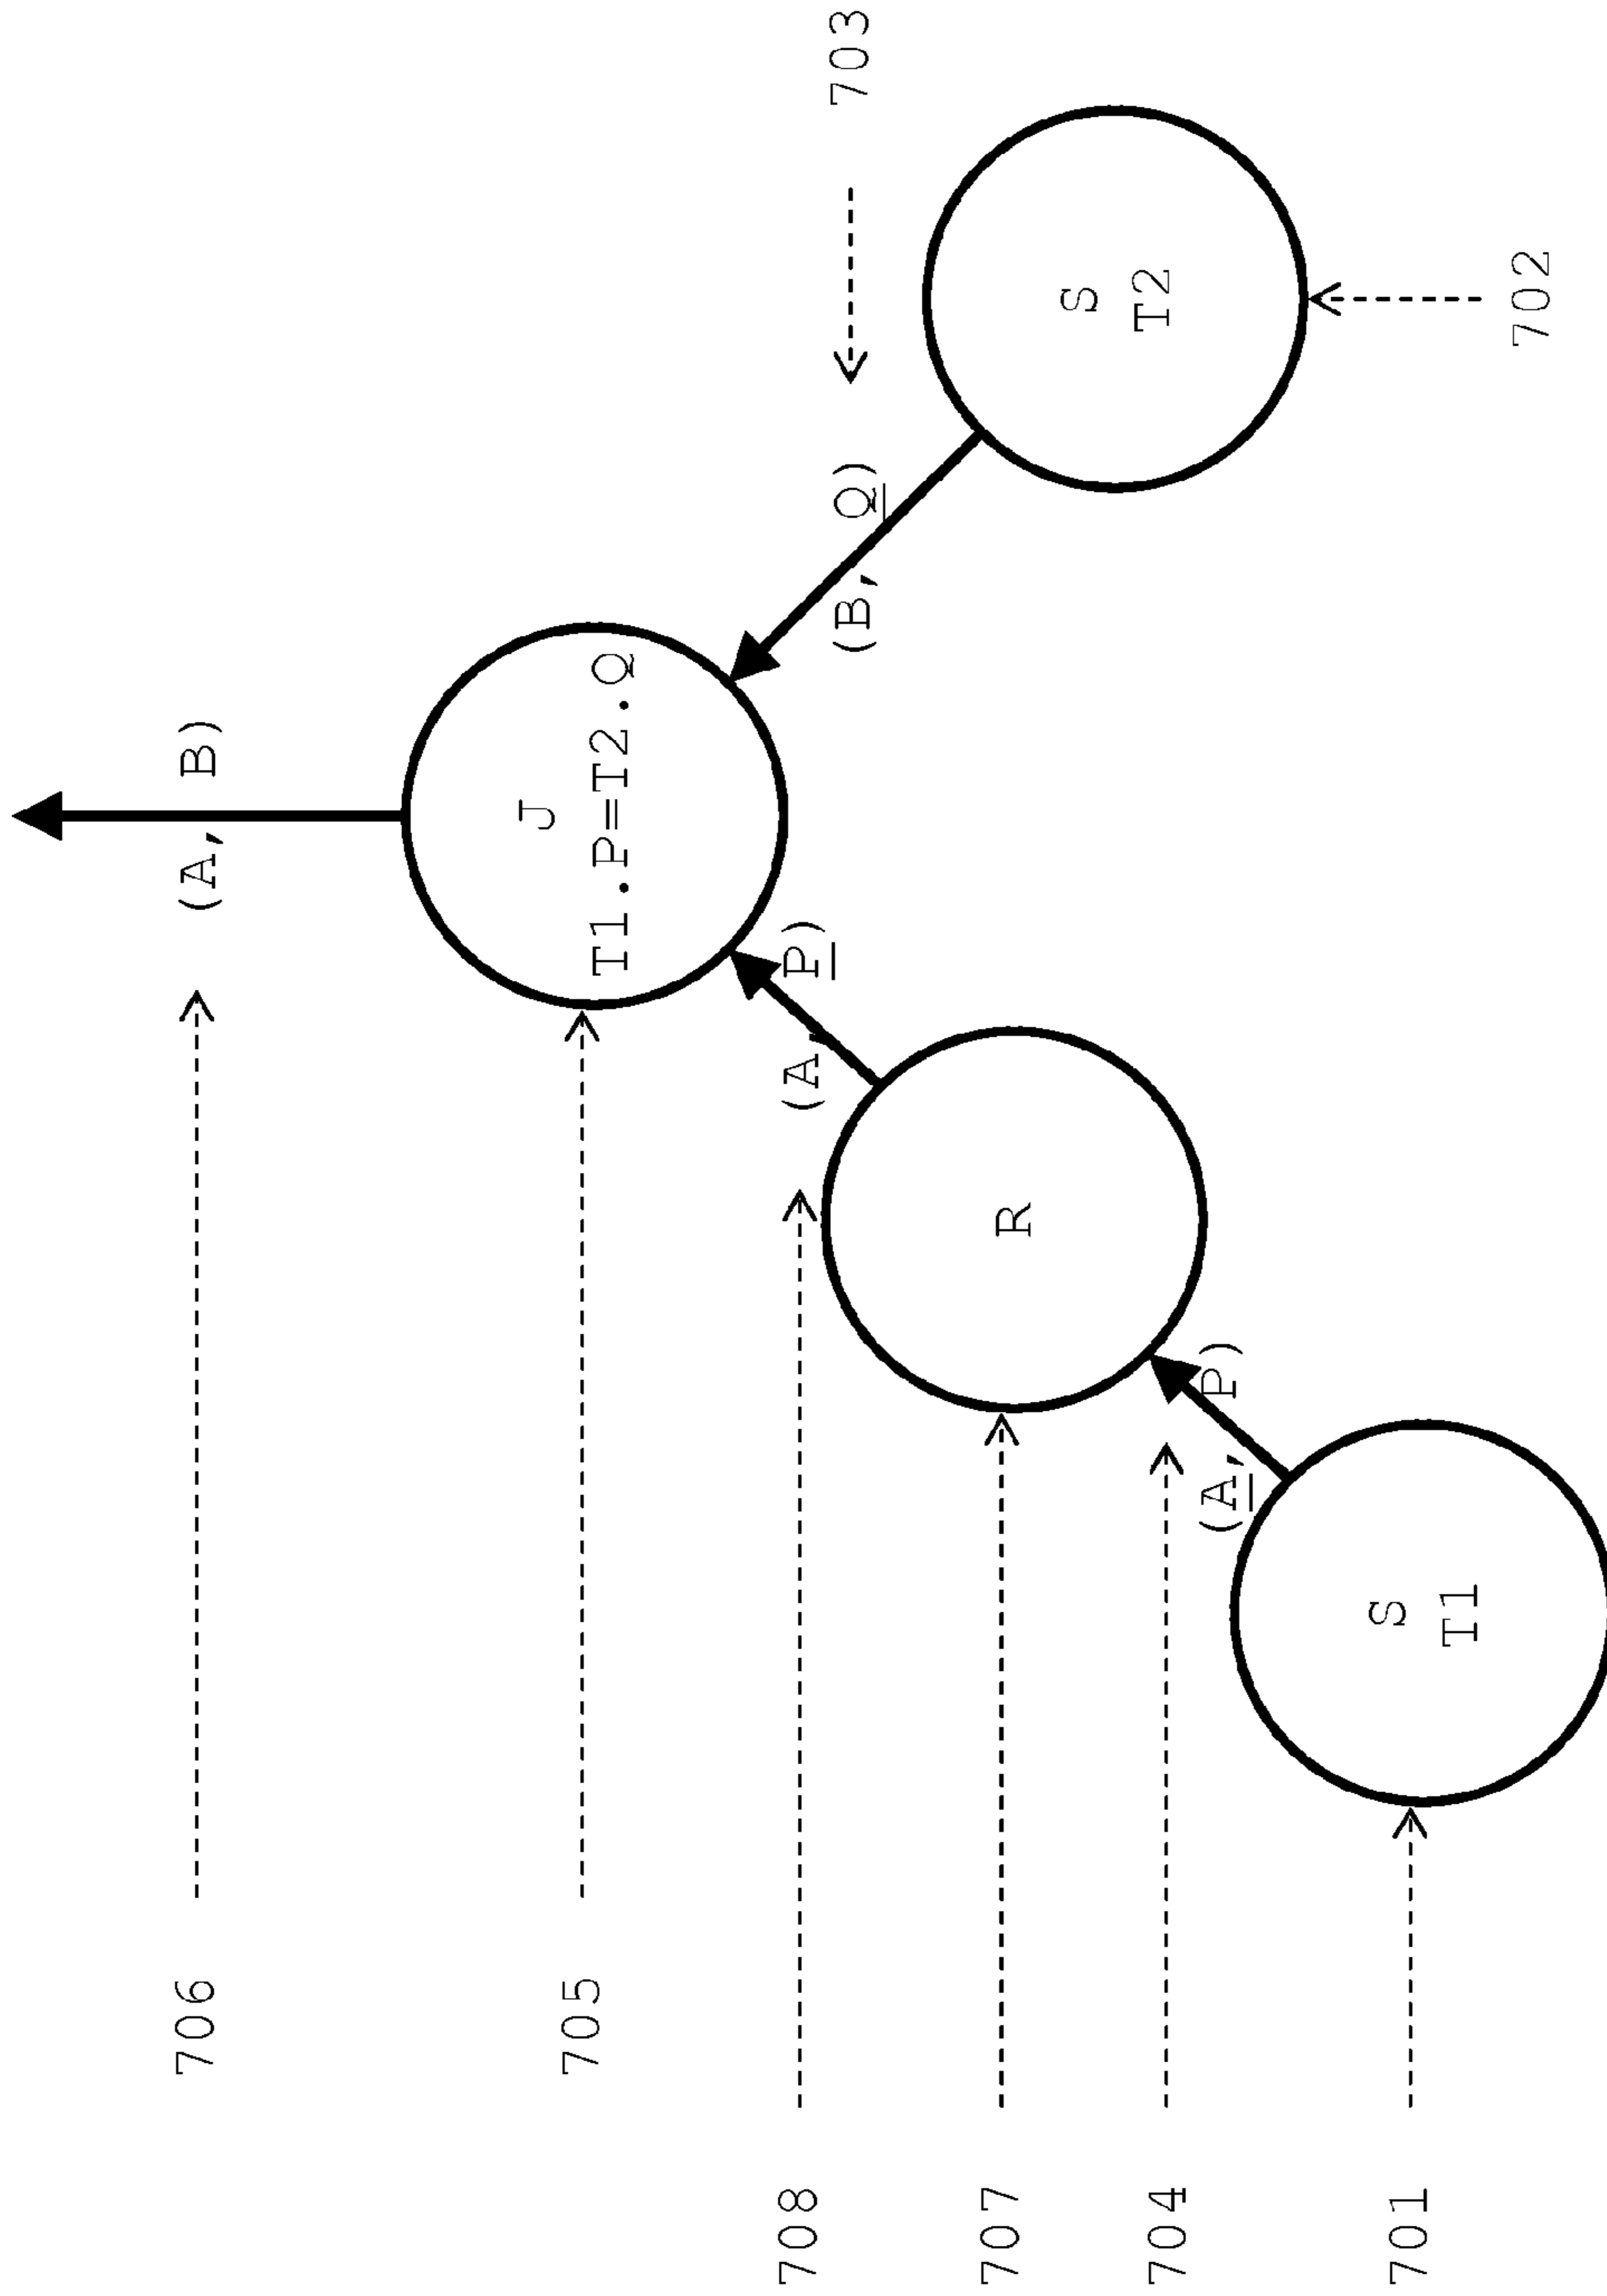 706
(A, B)
705
J
T1.P=T2.Q
708
(A, P)
703
(B, Q)
707
R
S
T2
704
(A, P)
701
S
T1
702